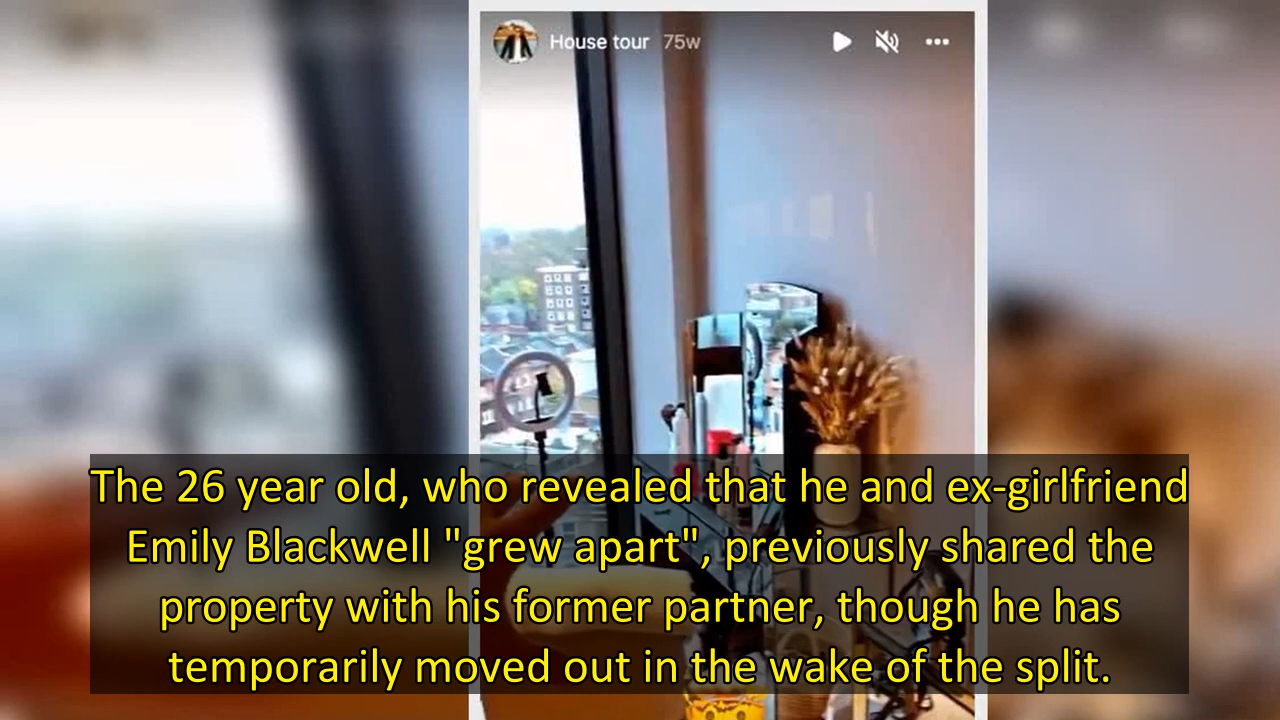 House tour 75w
The 26 year old, who revealed that he and ex-girlfriend
Emily Blackwell "grew apart", previously shared the
property with his former partner, though he has
temporarily moved out in the wake of the split.